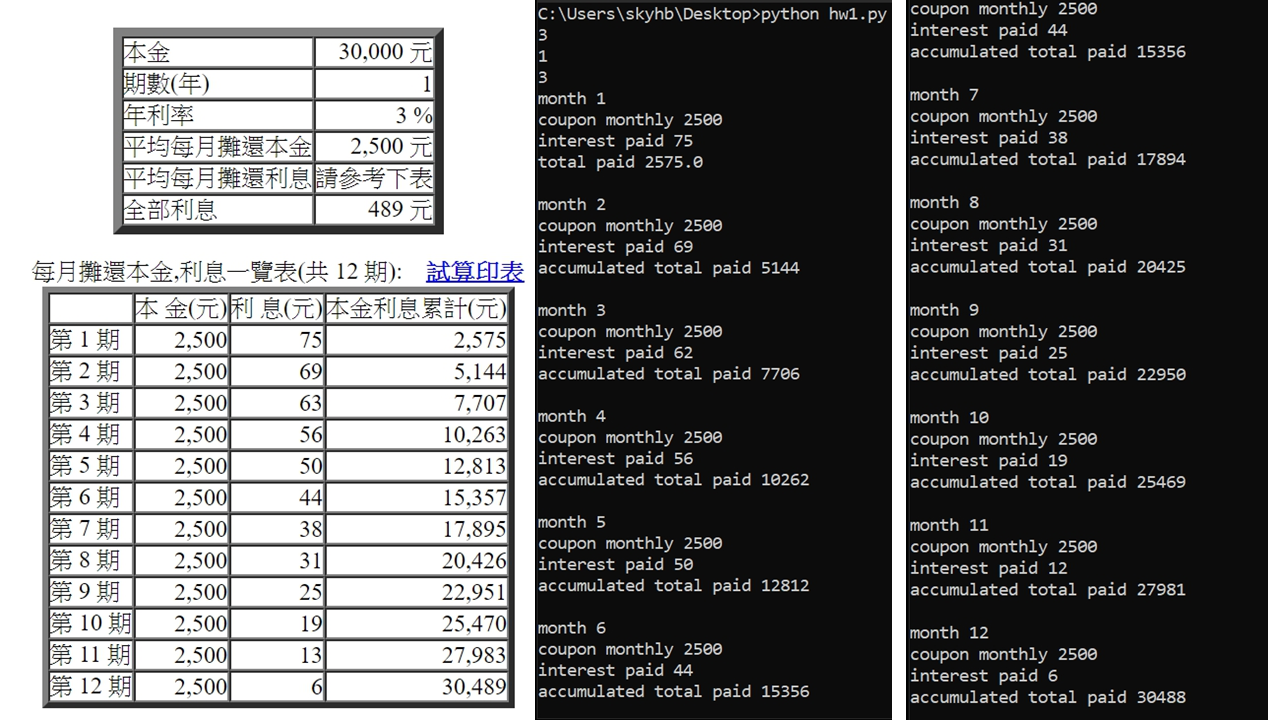 本金 30,000 元
期數(年) 1
年利率 3 %
平均每月攤還本金 2,500 元
平均每月攤還利息 請參考下表
全部利息 489 元
每月攤還本金,利息一覽表(共 12 期): 試算印表
本 金(元) 利 息(元) 本金利息累計(元)
第 1 期 2,500 75 2,575
第 2 期 2,500 69 5,144
第 3 期 2,500 63 7,707
第 4 期 2,500 56 10,263
第 5 期 2,500 50 12,813
第 6 期 2,500 44 15,357
第 7 期 2,500 38 17,895
第 8 期 2,500 31 20,426
第 9 期 2,500 25 22,951
第 10 期 2,500 19 25,470
第 11 期 2,500 13 27,983
第 12 期 2,500 6 30,489
C:\Users\skyhb\Desktop>python hw1.py
3
1
3
month 1
coupon monthly 2500
interest paid 75
total paid 2575.0
month 2
coupon monthly 2500
interest paid 69
accumulated total paid 5144
month 3
coupon monthly 2500
interest paid 62
accumulated total paid 7706
month 4
coupon monthly 2500
interest paid 56
accumulated total paid 10262
month 5
coupon monthly 2500
interest paid 50
accumulated total paid 12812
month 6
coupon monthly 2500
interest paid 44
accumulated total paid 15356
coupon monthly 2500
interest paid 44
accumulated total paid 15356
month 7
coupon monthly 2500
interest paid 38
accumulated total paid 17894
month 8
coupon monthly 2500
interest paid 31
accumulated total paid 20425
month 9
coupon monthly 2500
interest paid 25
accumulated total paid 22950
month 10
coupon monthly 2500
interest paid 19
accumulated total paid 25469
month 11
coupon monthly 2500
interest paid 12
accumulated total paid 27981
month 12
coupon monthly 2500
interest paid 6
accumulated total paid 30488